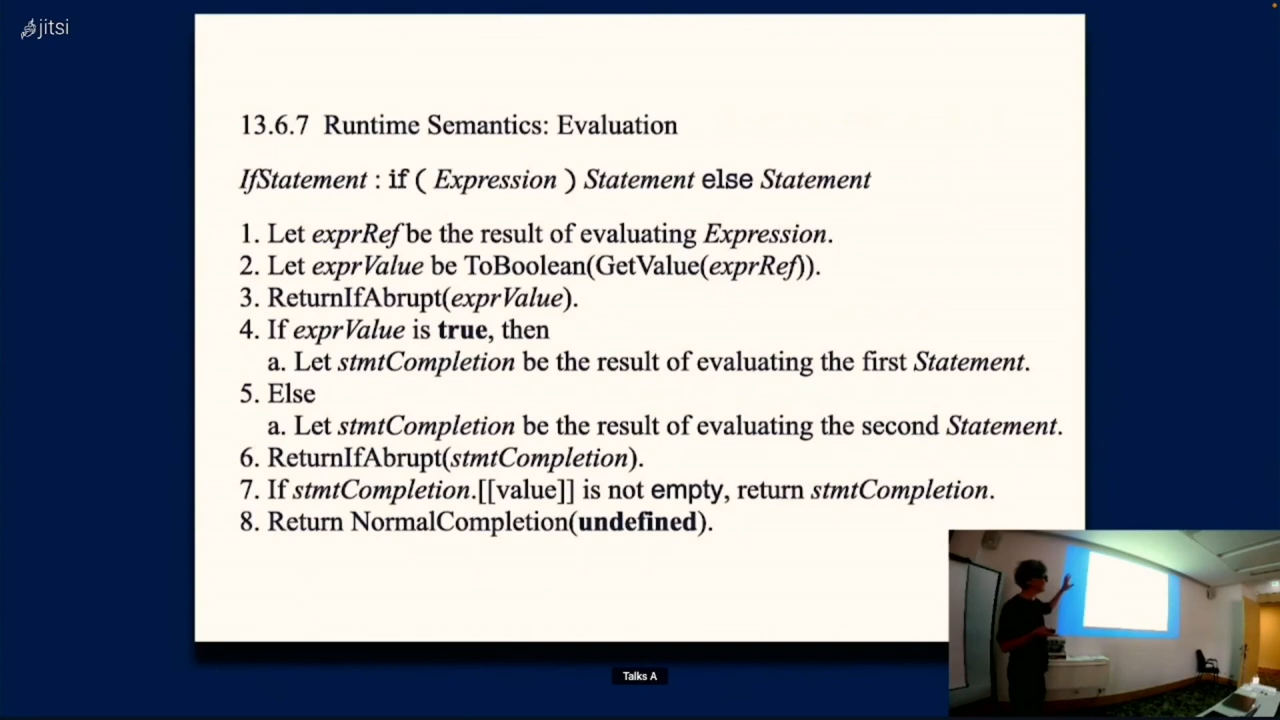 jitsi
13.6.7 Runtime Semantics: Evaluation
IfStatement : if ( Expression ) Statement else Statement
1. Let exprRef be the result of evaluating Expression.
2. Let exprValue be ToBoolean(GetValue(exprRef)).
3. ReturnIfAbrupt(exprValue).
4. If exprValue is true, then
a. Let stmtCompletion be the result of evaluating the first Statement.
5. Else
a. Let stmtCompletion be the result of evaluating the second Statement.
6. ReturnIfAbrupt(stmtCompletion).
7. If stmtCompletion.[[value]] is not empty, return stmtCompletion.
8. Return NormalCompletion(undefined).
Talks A